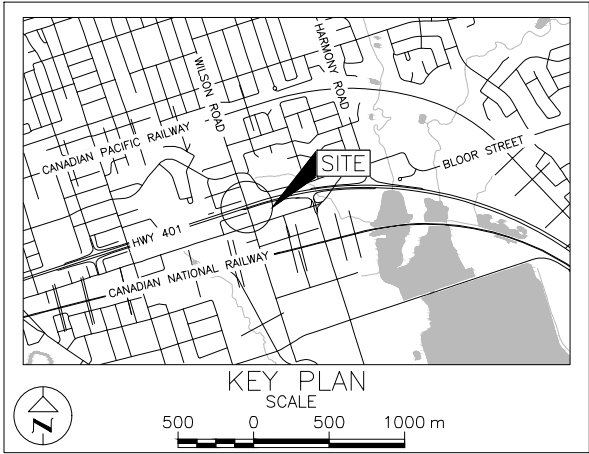 WILSON ROAD
HARMONY ROAD
CANADIAN PACIFIC RAILWAY
SITE
BLOOR STREET
HWY 401
CANADIAN NATIONAL RAILWAY
KEY PLAN
SCALE
N
500 0 500 1000 m